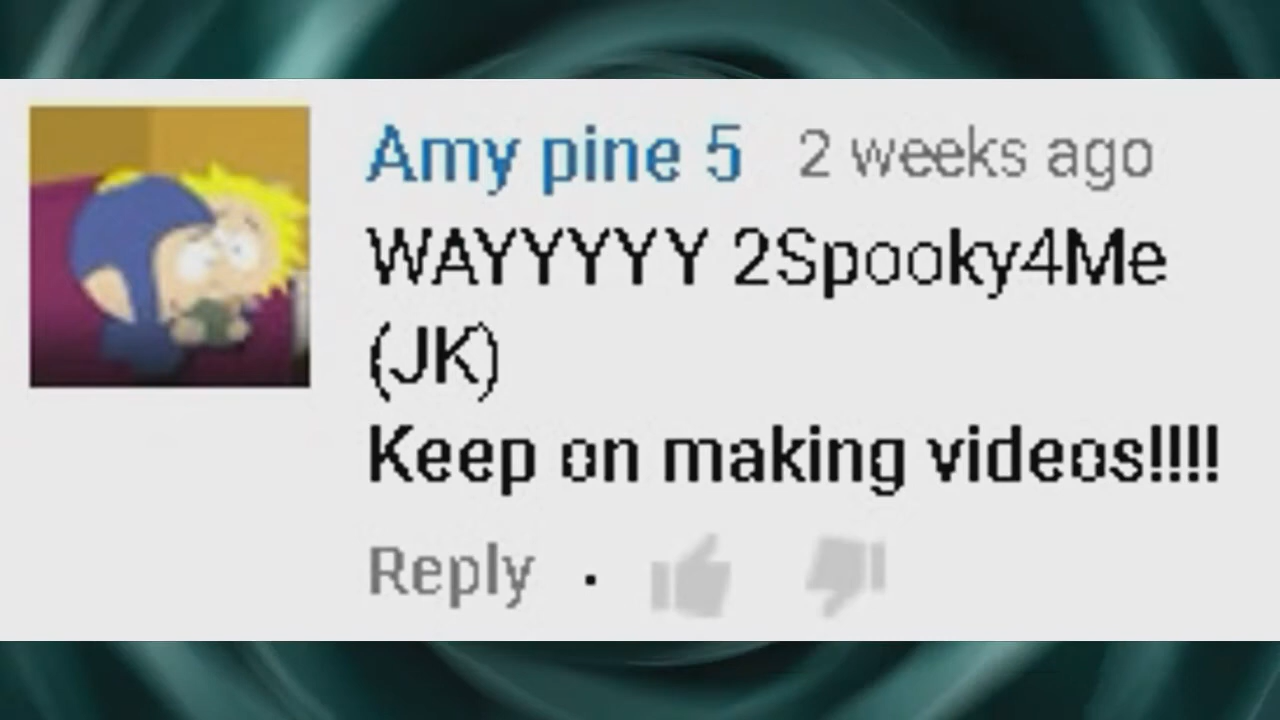 Amy pine 5 2 weeks ago
WAYYYYY 2Spooky4Me
(JK)
Keep on making videos!!!!
Reply ·